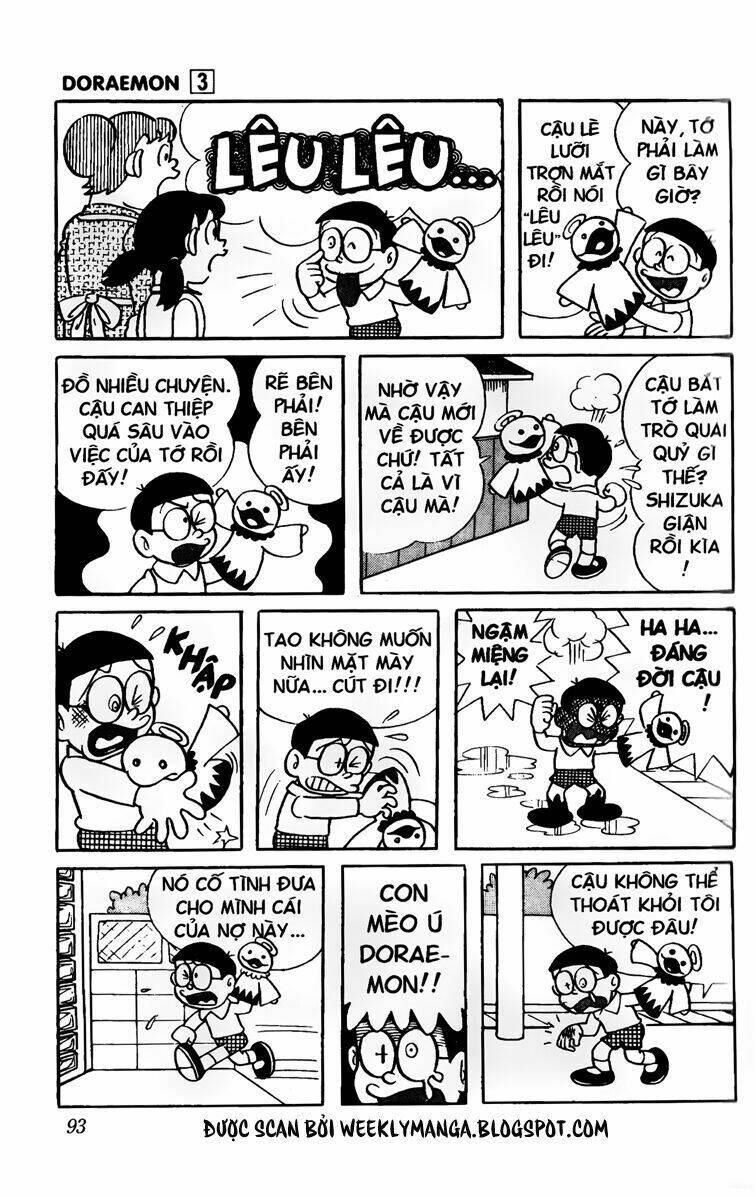 DORAEMON 3
NÀY, TỚ
PHẢI LÀM
GÌ BÂY
GIỜ?
CẬU LÈ
LƯỠI
TRỢN MẮT
RỒI NÓI
“LÊU
LÊU”
ĐI!
LÊU LÊU...
CẬU BẮT
TỚ LÀM
TRÒ QUAI
QUỶ GÌ
THẾ?
SHIZUKA
GIẬN
RỒI KÌA
!
NHỜ VẬY
MÀ CẬU MỚI
VỀ ĐƯỢC
CHỨ! TẤT
CẢ LÀ VÌ
CẬU MÀ!
RẼ BÊN
PHẢI!
BÊN
PHẢI
ẤY!
ĐỒ NHIỀU CHUYỆN.
CẬU CAN THIỆP
QUÁ SÂU VÀO
VIỆC CỦA TỚ RỒI
ĐẤY!
HA HA...
ĐÁNG
ĐỜI CẬU
!
NGẬM
MIỆNG
LẠI!
TAO KHÔNG MUỐN
NHÌN MẶT MÀY
NỮA... CÚT ĐI!!!
KHẬP
CẬU KHÔNG THỂ
THOÁT KHỎI TÔI
ĐƯỢC ĐÂU!
CON
MÈO Ú
DORAE-
MON!!
NÓ CỐ TÌNH ĐƯA
CHO MÌNH CÁI
CỦA NỢ NÀY...
93
ĐƯỢC SCAN BỞI WEEKLYMANGA.BLOGSPOT.COM